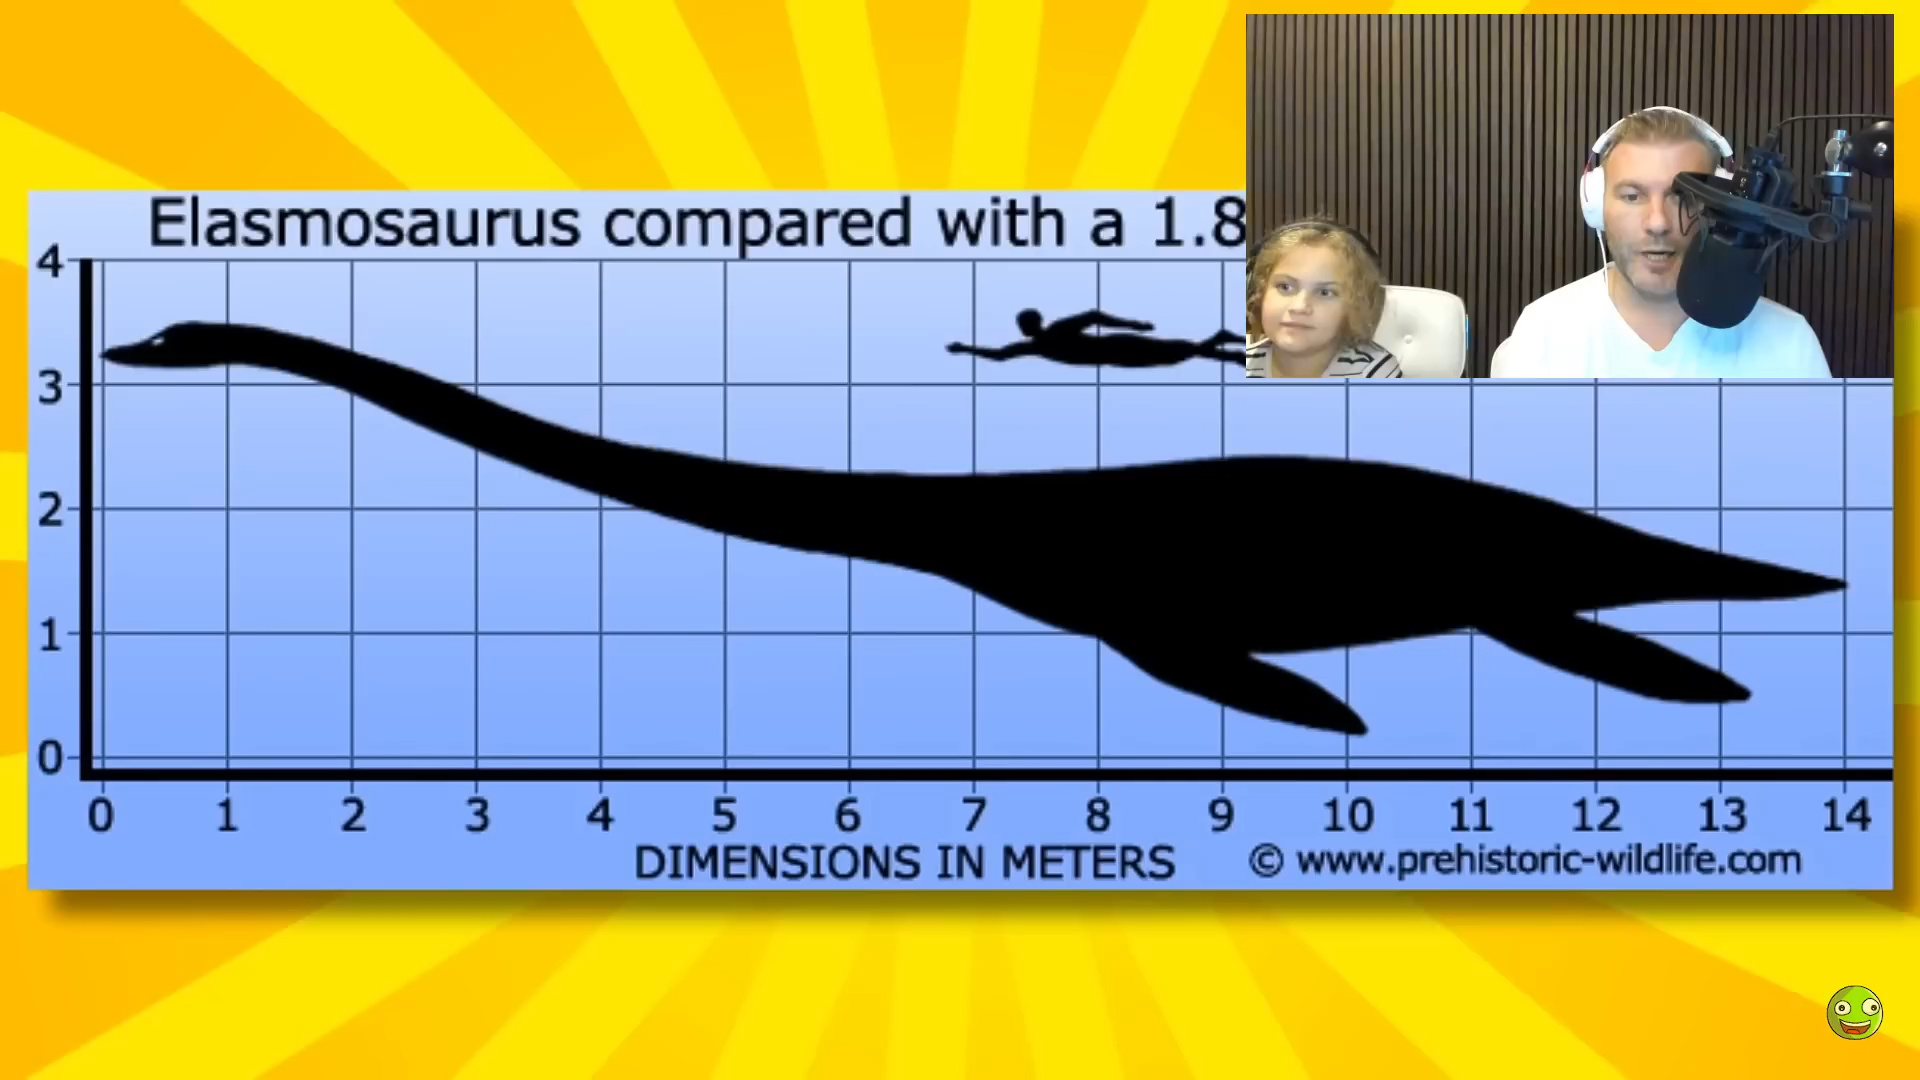 Elasmosaurus compared with a 1.8
4
3
2
1
0
0 1 2 3 4 5 6 7 8 9 10 11 12 13 14
DIMENSIONS IN METERS © www.prehistoric-wildlife.com